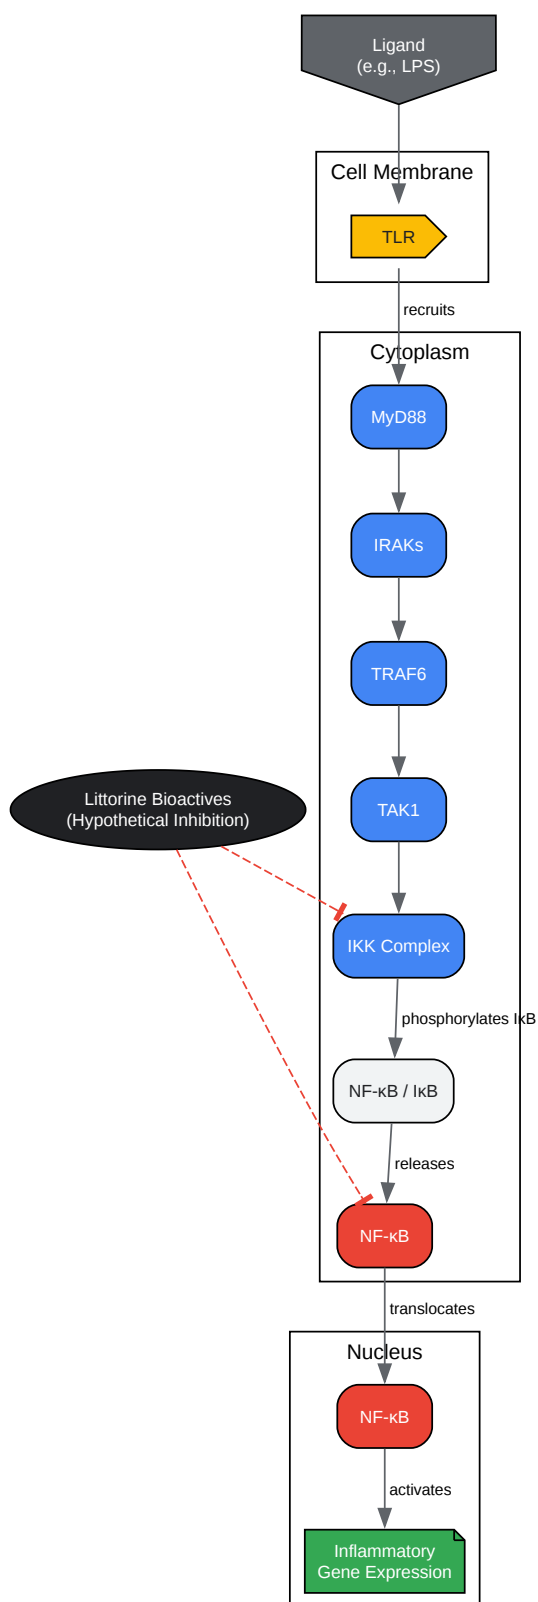 Ligand
(e.g., LPS)
Cell Membrane
TLR
recruits
Cytoplasm
MyD88
IRAKs
TRAF6
TAK1
Littorine Bioactives
(Hypothetical Inhibition)
IKK Complex
phosphorylates IκB
NF-κB / IκB
releases
NF-κB
translocates
Nucleus
NF-κB
activates
Inflammatory
Gene Expression